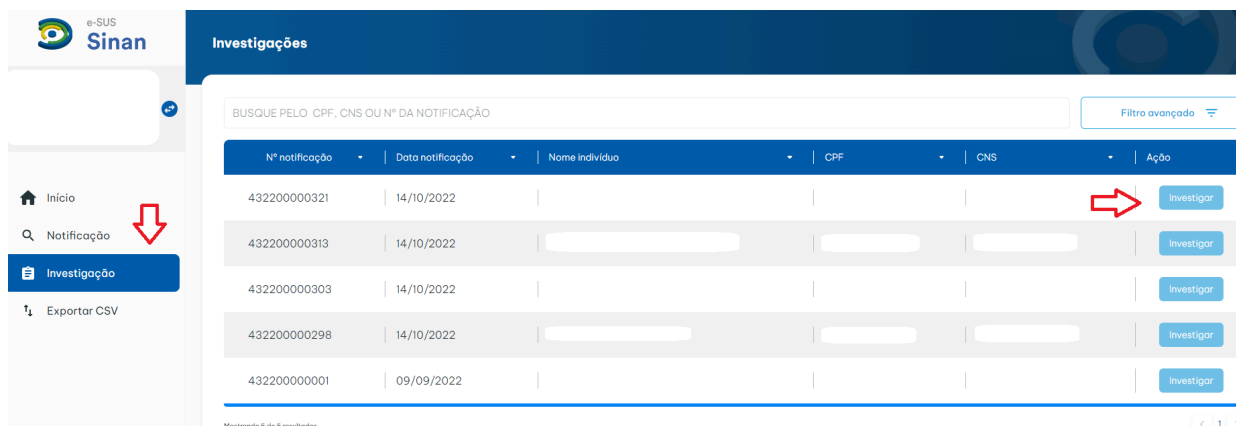 e-SUS
Sinan
Investigações
BUSQUE PELO CPF, CNS OU Nº DA NOTIFICAÇÃO
Filtro avançado
Nº notificação Data notificação Nome indivíduo CPF CNS Ação
432200000321 14/10/2022 Investigar
432200000313 14/10/2022 Investigar
432200000303 14/10/2022 Investigar
432200000298 14/10/2022 Investigar
432200000001 09/09/2022 Investigar
Início
Notificação
Investigação
Exportar CSV
1